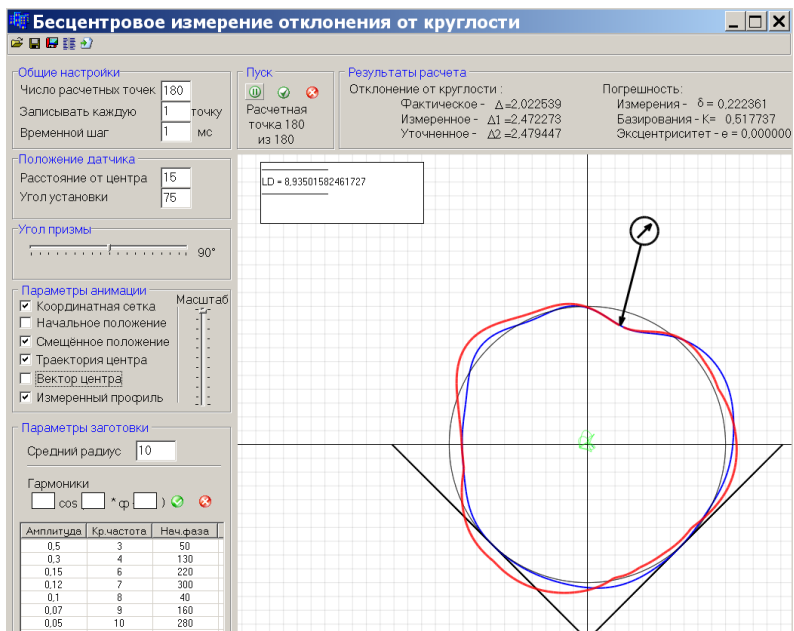 Бесцентровое измерение отклонения от круглости
Общие настройки
Число расчетных точек 180
Записывать каждую 1 точку
Временной шаг 1 мс
Пуск
Расчетная
точка 180
из 180
Результаты расчета
Отклонение от круглости :
Фактическое - Δ=2,022539
Измеренное - Δ1 =2,472273
Уточненное - Δ2 =2,479447
Погрешность:
Измерения - δ = 0,222361
Базирования - K= 0,517737
Эксцентриситет - e = 0,000000
Положение датчика
Расстояние от центра 15
Угол установки 75
Угол призмы
90°
Параметры анимации
Координатная сетка
Начальное положение
Смещённое положение
Траектория центра
Вектор центра
Измеренный профиль
Масштаб
Параметры заготовки
Средний радиус 10
Гармоники
cos( * φ- )
Амплитуда Кр.частота Нач.фаза
0,5 3 50
0,3 4 130
0,15 6 220
0,12 7 300
0,1 8 40
0,07 9 160
0,05 10 280
LD = 8,93501582461727